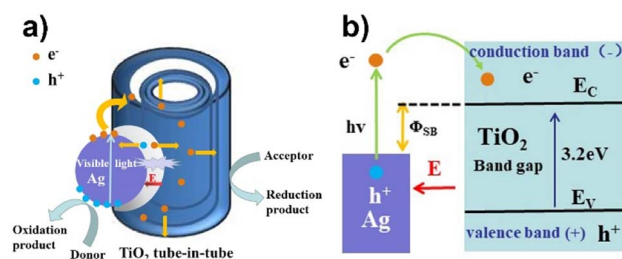 a)
e⁻
h⁺
Visible light
Ag
E
Acceptor
Reduction
product
Oxidation
product
Donor
TiO₂ tube-in-tube
b)
conduction band (-)
e⁻
e⁻
E_C
hν
Φ_SB
TiO₂
Band gap
3.2eV
E
h⁺
Ag
E_V
valence band (+) h⁺